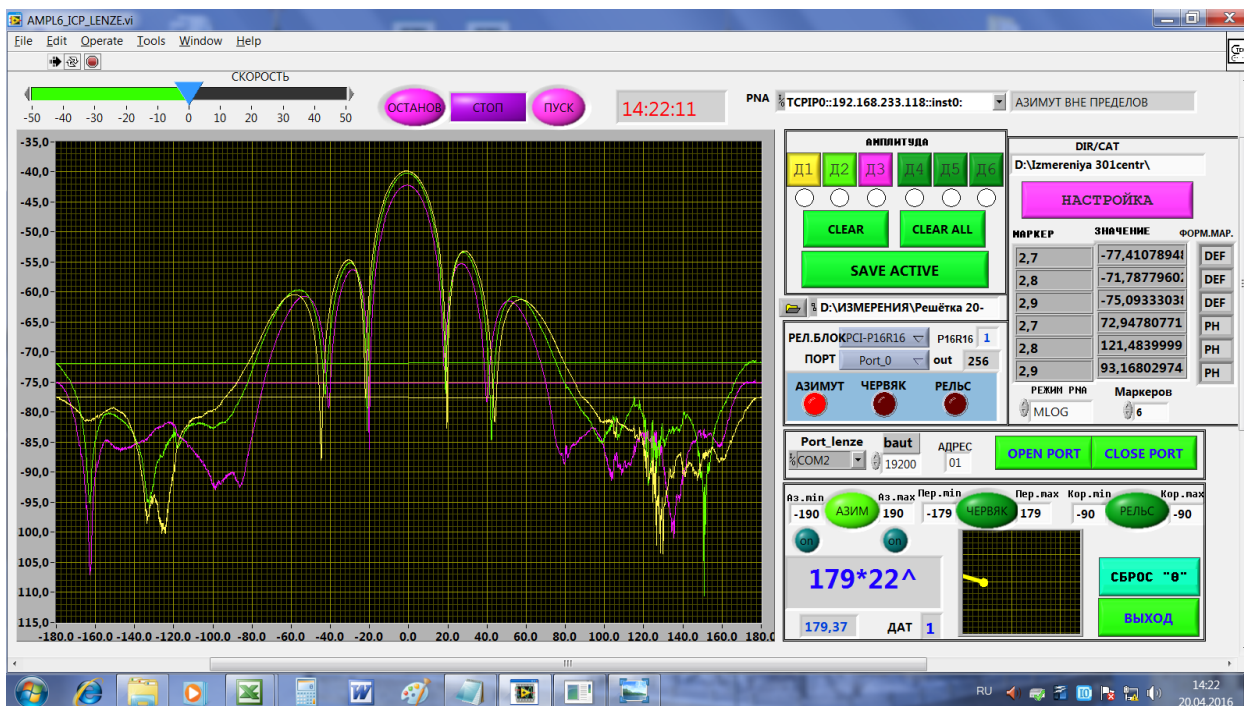 AMPL6_ICP_LENZE.vi
File Edit Operate Tools Window Help
СКОРОСТЬ
-50 -40 -30 -20 -10 0 10 20 30 40 50
ОСТАНОВ СТОП ПУСК
14:22:11
PNA TCPIP0::192.168.233.118::inst0:
АЗИМУТ ВНЕ ПРЕДЕЛОВ
-35,0
-40,0
-45,0
-50,0
-55,0
-60,0
-65,0
-70,0
-75,0
-80,0
-85,0
-90,0
-95,0
100,0
105,0
110,0
115,0
-180.0 -160.0 -140.0 -120.0 -100.0 -80.0 -60.0 -40.0 -20.0 0.0 20.0 40.0 60.0 80.0 100.0 120.0 140.0 160.0 180.0
АМПЛИТУДА
Д1 Д2 Д3 Д4 Д5 Д6
CLEAR CLEAR ALL
SAVE ACTIVE
D:\ИЗМЕРЕНИЯ\Решётка 20-
DIR/CAT
D:\Izmereniya 301centr\
НАСТРОЙКА
МАРКЕР ЗНАЧЕНИЕ ФОРМ.МАР.
2,7 -77,4107894 DEF
2,8 -71,7877960 DEF
2,9 -75,0933303 DEF
2,7 72,94780771 PH
2,8 121,4839999 PH
2,9 93,16802974 PH
РЕЖИМ PNA Маркеров
MLOG 6
РЕЛ.БЛОК PCI-P16R16 P16R16 1
ПОРТ Port_0 out 256
АЗИМУТ ЧЕРВЯК РЕЛЬС
Port_lenze baut АДРЕС
COM2 19200 01
OPEN PORT CLOSE PORT
Аз.min Аз.max Пер.min Пер.max Кор.min Кор.max
-190 АЗИМ 190 -179 ЧЕРВЯК 179 -90 РЕЛЬС -90
on on
179*22^
179,37 ДАТ 1
СБРОС "0"
ВЫХОД
RU
14:22
20.04.2016